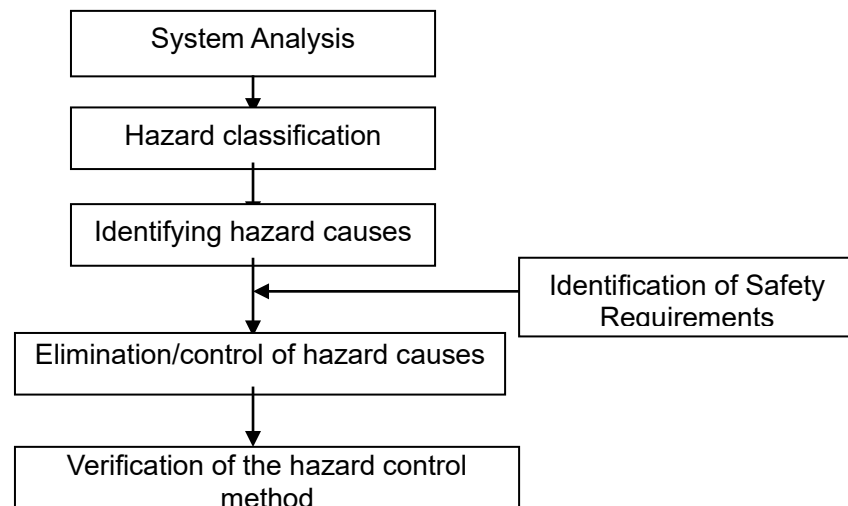 System Analysis
Hazard classification
Identifying hazard causes
Identification of Safety
Requirements
Elimination/control of hazard causes
Verification of the hazard control
method